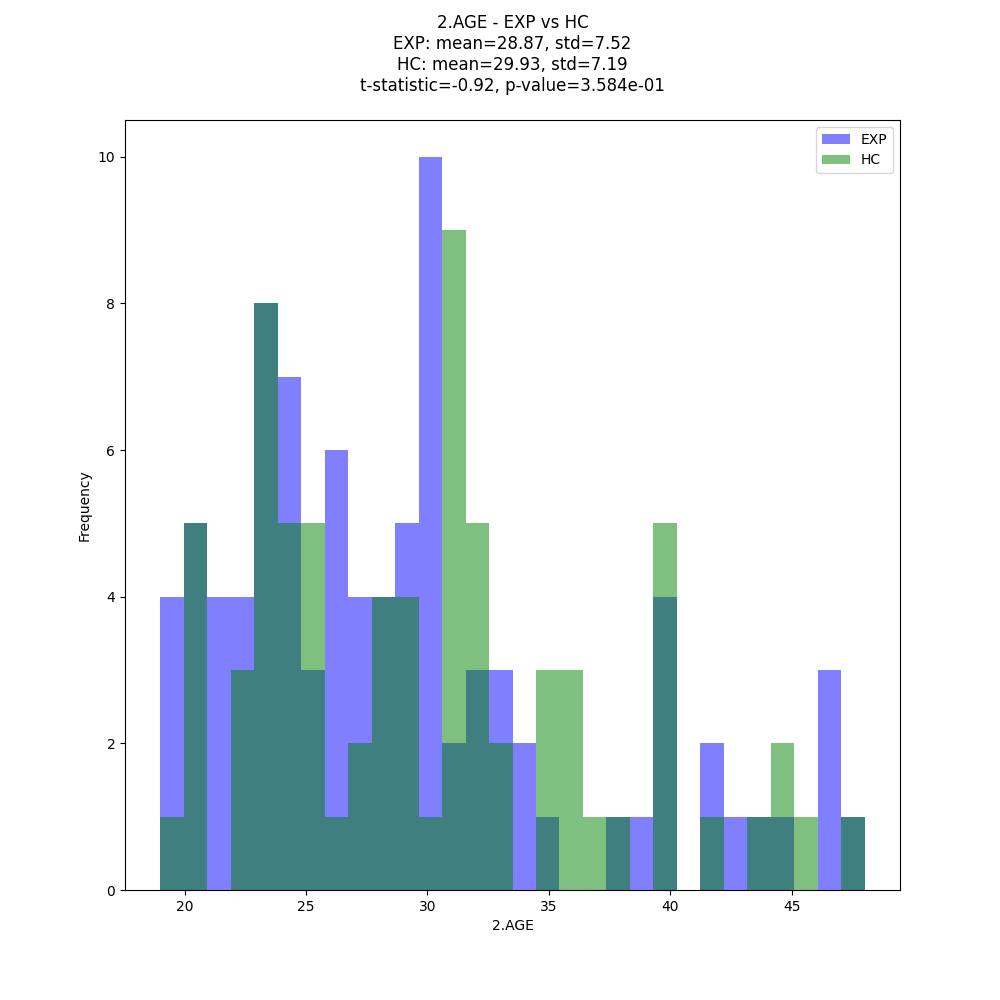 2.AGE - EXP vs HC
EXP: mean=28.87, std=7.52
HC: mean=29.93, std=7.19
t-statistic=-0.92, p-value=3.584e-01
EXP
HC
10
8
6
4
2
0
Frequency
20 25 30 35 40 45
2.AGE